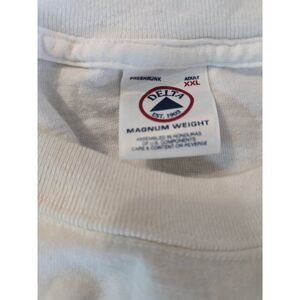 PRESHRUNK ADULT
XXL
DELTA
EST. 1903
MAGNUM WEIGHT
ASSEMBLED IN HONDURAS
OF U.S. COMPONENTS
CARE & CONTENT ON REVERSE